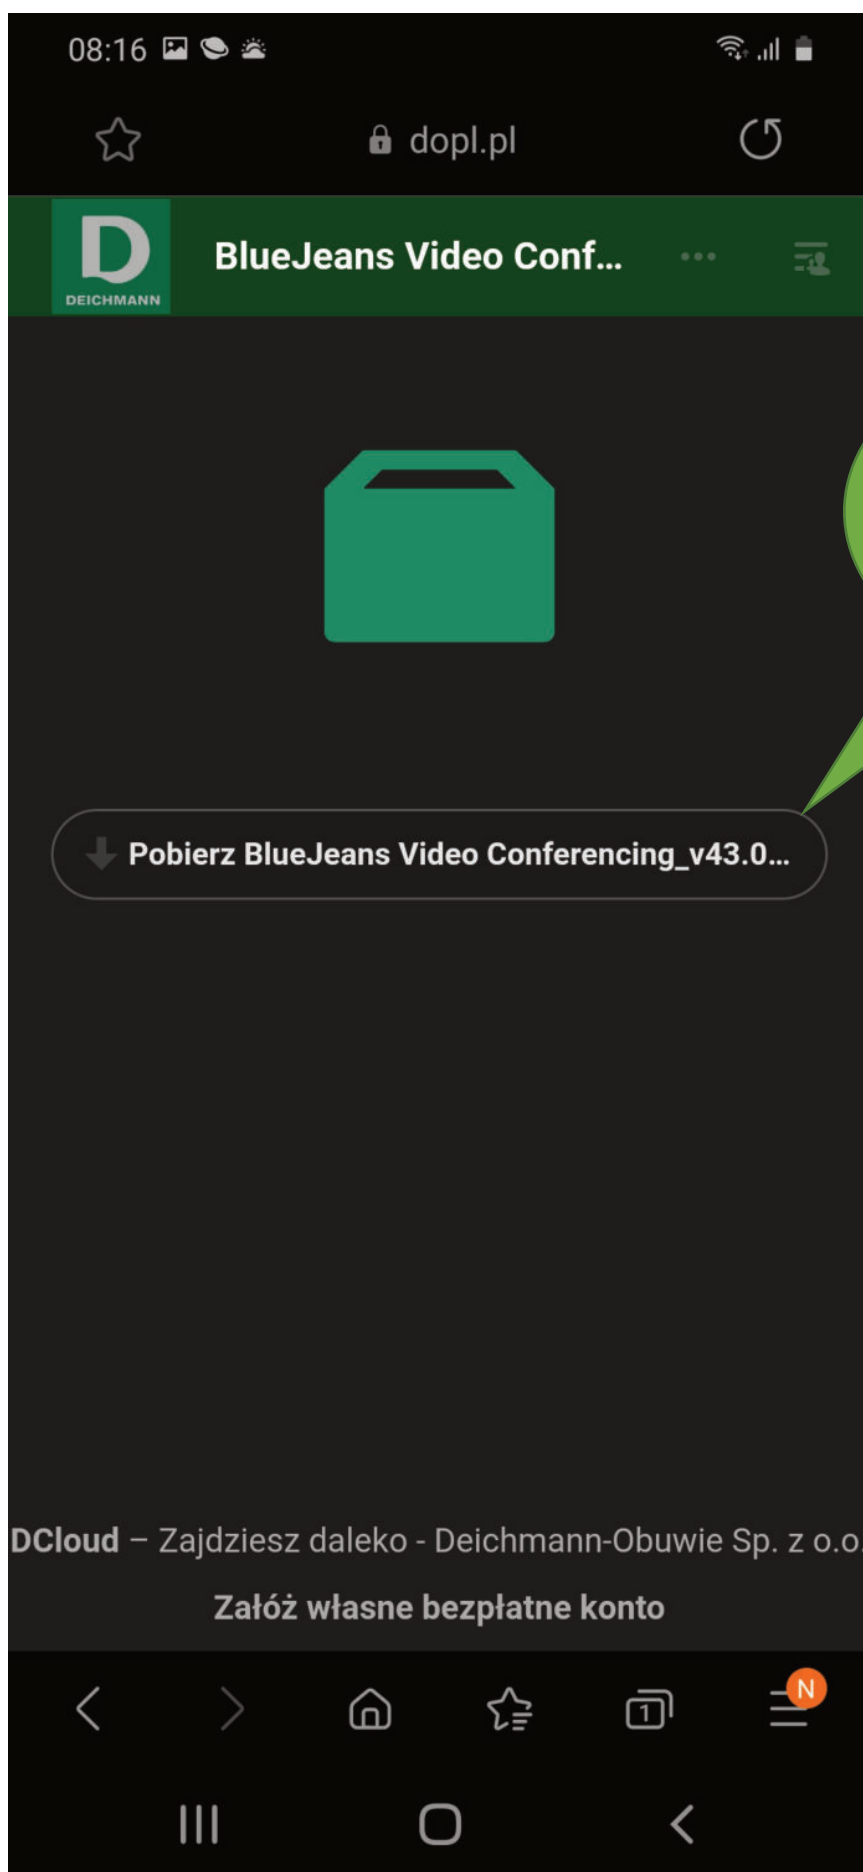 08:16
dopl.pl
D
DEICHMANN
BlueJeans Video Conf...
Pobierz BlueJeans Video Conferencing_v43.0...
DCloud – Zajdziesz daleko - Deichmann-Obuwie Sp. z o.o.
Załóż własne bezpłatne konto
1
N